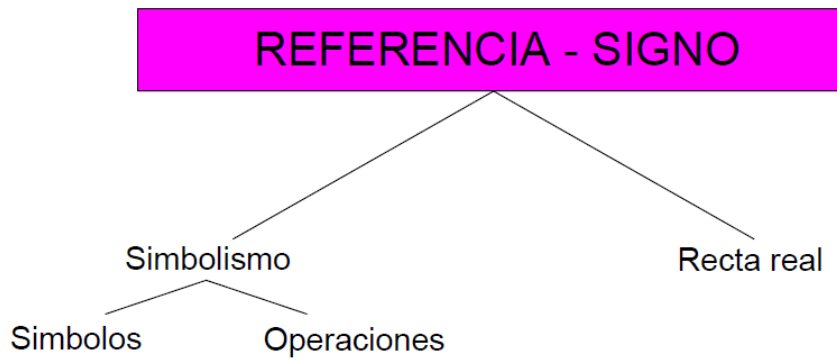 REFERENCIA - SIGNO
Simbolismo
Recta real
Simbolos
Operaciones